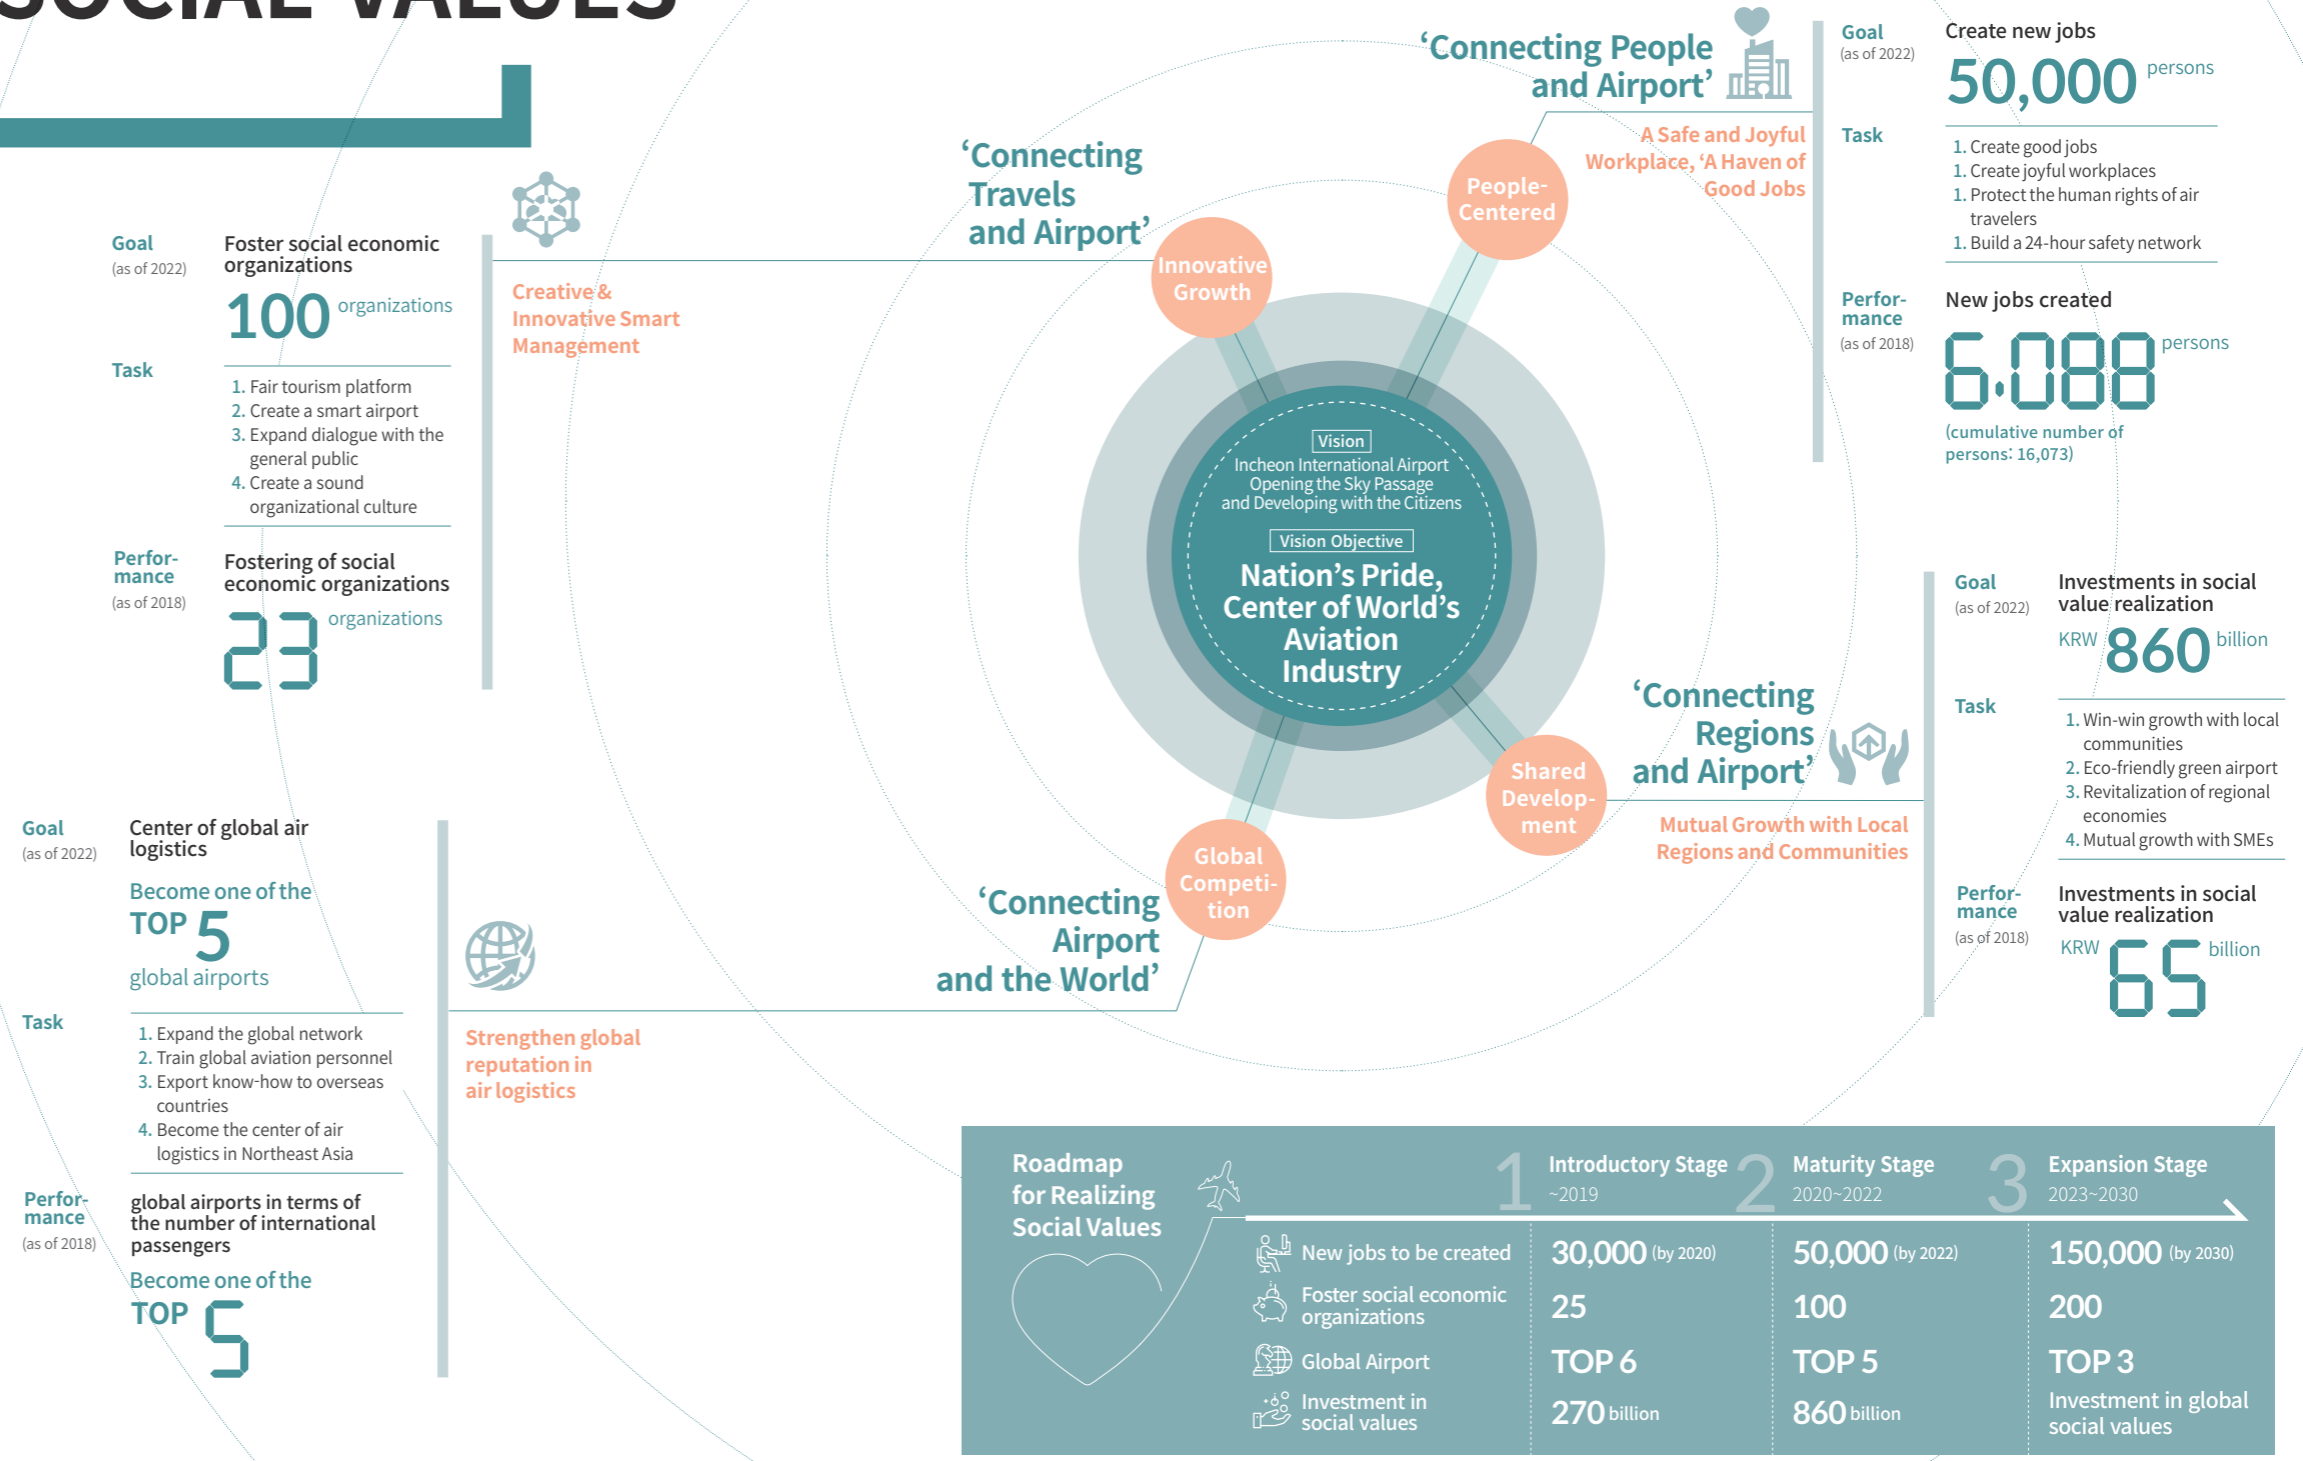 SOCIAL VALUES
‘Connecting
Travels
and Airport’
Innovative
Growth
Creative &
Innovative Smart
Management
Goal
(as of 2022)
Foster social economic
organizations
100 organizations
Task
1. Fair tourism platform
2. Create a smart airport
3. Expand dialogue with the
general public
4. Create a sound
organizational culture
Perfor-
mance
(as of 2018)
Fostering of social
economic organizations
23 organizations
‘Connecting People
and Airport’
People-
Centered
A Safe and Joyful
Workplace, ‘A Haven of
Good Jobs
Goal
(as of 2022)
Create new jobs
50,000 persons
Task
1. Create good jobs
1. Create joyful workplaces
1. Protect the human rights of air
travelers
1. Build a 24-hour safety network
Perfor-
mance
(as of 2018)
New jobs created
6.088 persons
(cumulative number of
persons: 16,073)
Vision
Incheon International Airport
Opening the Sky Passage
and Developing with the Citizens
Vision Objective
Nation’s Pride,
Center of World’s
Aviation
Industry
‘Connecting
Regions
and Airport’
Shared
Develop-
ment
Mutual Growth with Local
Regions and Communities
Goal
(as of 2022)
Investments in social
value realization
KRW 860 billion
Task
1. Win-win growth with local
communities
2. Eco-friendly green airport
3. Revitalization of regional
economies
4. Mutual growth with SMEs
Perfor-
mance
(as of 2018)
Investments in social
value realization
KRW 65 billion
Global
Competi-
tion
‘Connecting
Airport
and the World’
Strengthen global
reputation in
air logistics
Goal
(as of 2022)
Center of global air
logistics
Become one of the
TOP 5
global airports
Task
1. Expand the global network
2. Train global aviation personnel
3. Export know-how to overseas
countries
4. Become the center of air
logistics in Northeast Asia
Perfor-
mance
(as of 2018)
global airports in terms of
the number of international
passengers
Become one of the
TOP 5
Roadmap
for Realizing
Social Values
1 Introductory Stage
~2019
2 Maturity Stage
2020~2022
3 Expansion Stage
2023~2030
New jobs to be created
30,000 (by 2020)
50,000 (by 2022)
150,000 (by 2030)
Foster social economic
organizations
25
100
200
Global Airport
TOP 6
TOP 5
TOP 3
Investment in
social values
270 billion
860 billion
Investment in global
social values